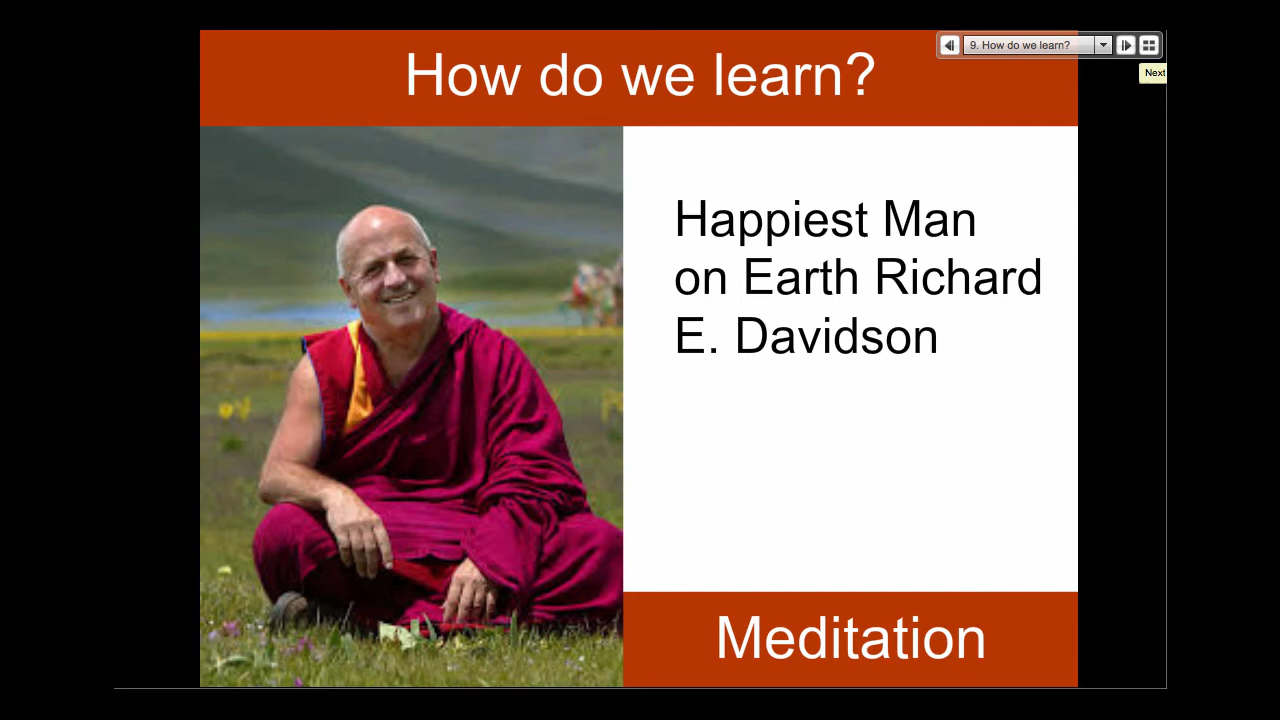 How do we learn?
9. How do we learn?
Next
Happiest Man
on Earth Richard
E. Davidson
Meditation